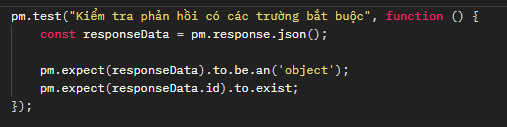 pm.test("Kiểm tra phản hồi có các trường bắt buộc", function () {
    const responseData = pm.response.json();

    pm.expect(responseData).to.be.an('object');
    pm.expect(responseData.id).to.exist;
});